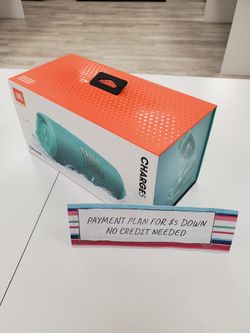 JBL
CHARGE5
PAYMENT PLAN FOR $5 DOWN
NO CREDIT NEEDED